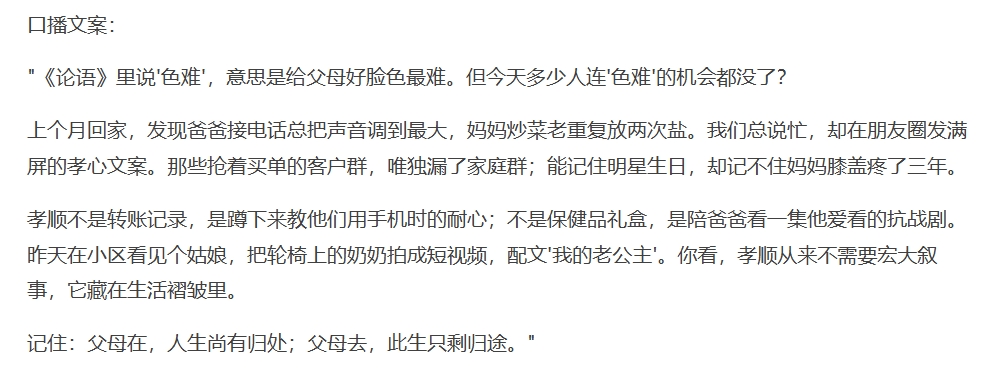 口播文案：
"《论语》里说'色难'，意思是给父母好脸色最难。但今天多少人连'色难'的机会都没了？
上个月回家，发现爸爸接电话总把声音调到最大，妈妈炒菜老重复放两次盐。我们总说忙，却在朋友圈发满
屏的孝心文案。那些抢着买单的客户群，唯独漏了家庭群；能记住明星生日，却记不住妈妈膝盖疼了三年。
孝顺不是转账记录，是蹲下来教他们用手机时的耐心；不是保健品礼盒，是陪爸爸看一集他爱看的抗战剧。
昨天在小区看见个姑娘，把轮椅上的奶奶拍成短视频，配文'我的老公主'。你看，孝顺从来不需要宏大叙
事，它藏在生活褶皱里。
记住：父母在，人生尚有归处；父母去，此生只剩归途。"